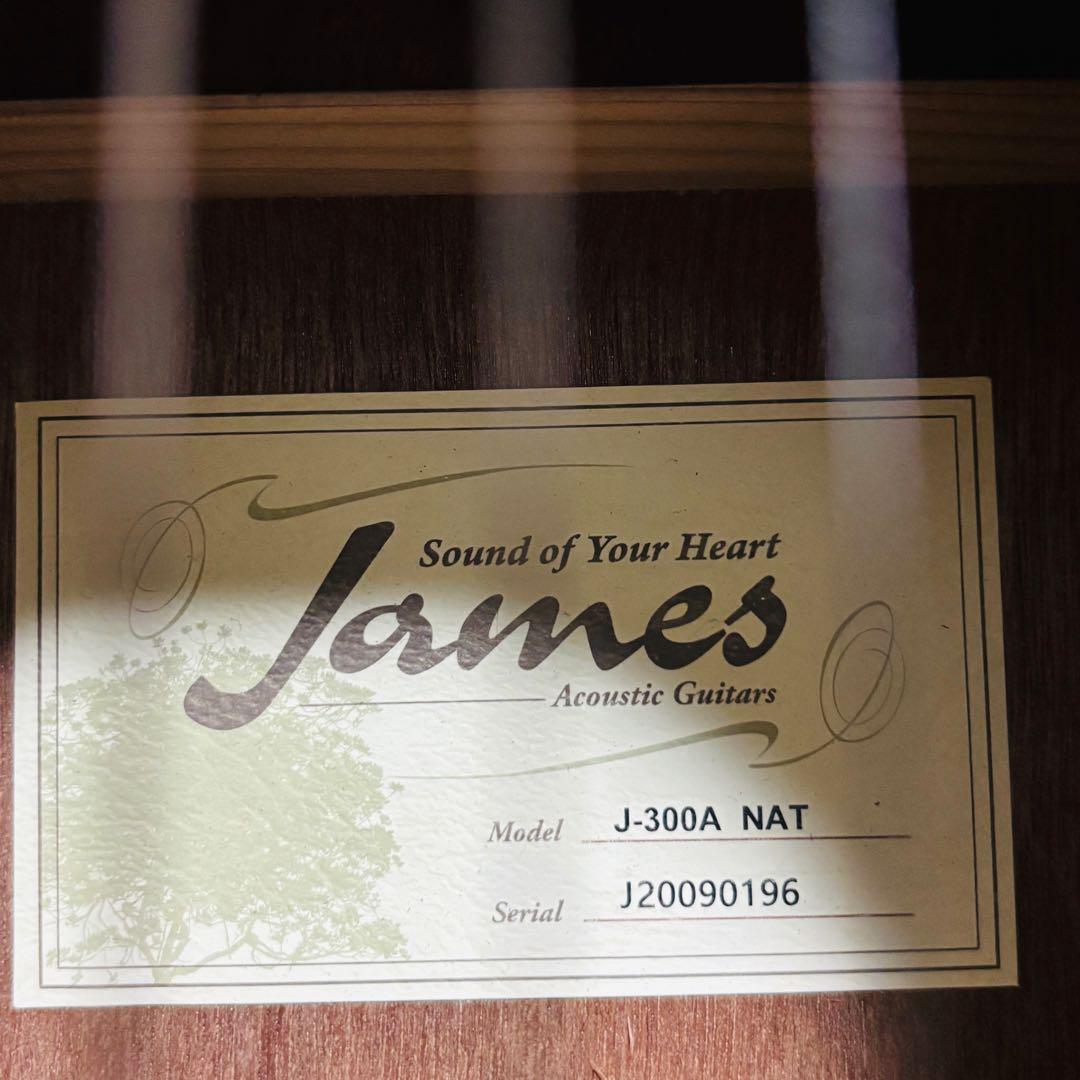 Sound of Your Heart
James
Acoustic Guitars
Model J-300A NAT
Serial J20090196